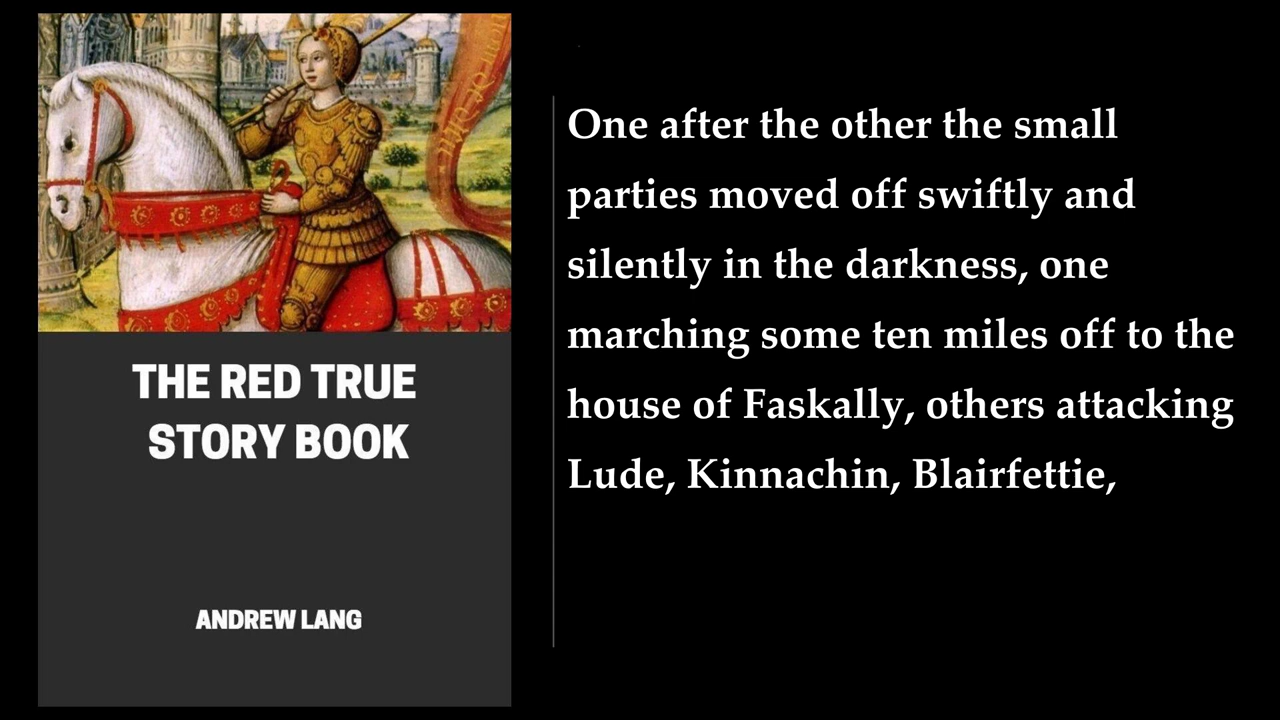 THE RED TRUE
STORY BOOK
ANDREW LANG
One after the other the small
parties moved off swiftly and
silently in the darkness, one
marching some ten miles off to the
house of Faskally, others attacking
Lude, Kinnachin, Blairfettie,